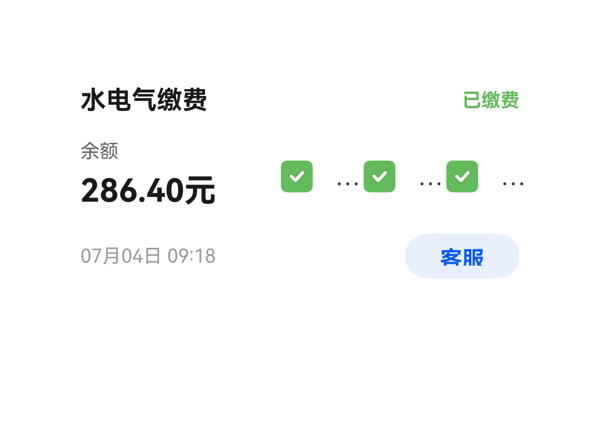 水电气缴费 已缴费
余额
286.40元
... ... ...
07月04日 09:18 客服